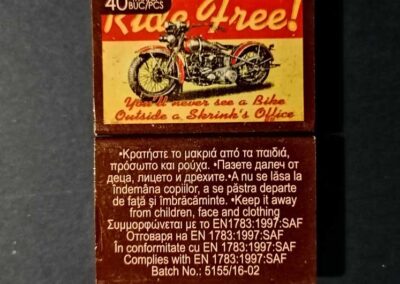 40 BUC/PCS
Ride Free!
You'll never see a Bike
Outside a Shrink's Office
•Κρατήστε το μακριά από τα παιδιά,
πρόσωπο και ρούχα. •Пазете далеч от
деца, лицето и дрехите.•A nu se lăsa la
îndemâna copiilor, a se păstra departe
de faţă şi îmbrăcăminte. •Keep it away
from children, face and clothing
Συμμορφώνεται με το EN1783:1997:SAF
Отговаря на EN 1783:1997:SAF
În conformitate cu EN 1783:1997:SAF
Complies with EN 1783:1997:SAF
Batch No.: 5155/16-02